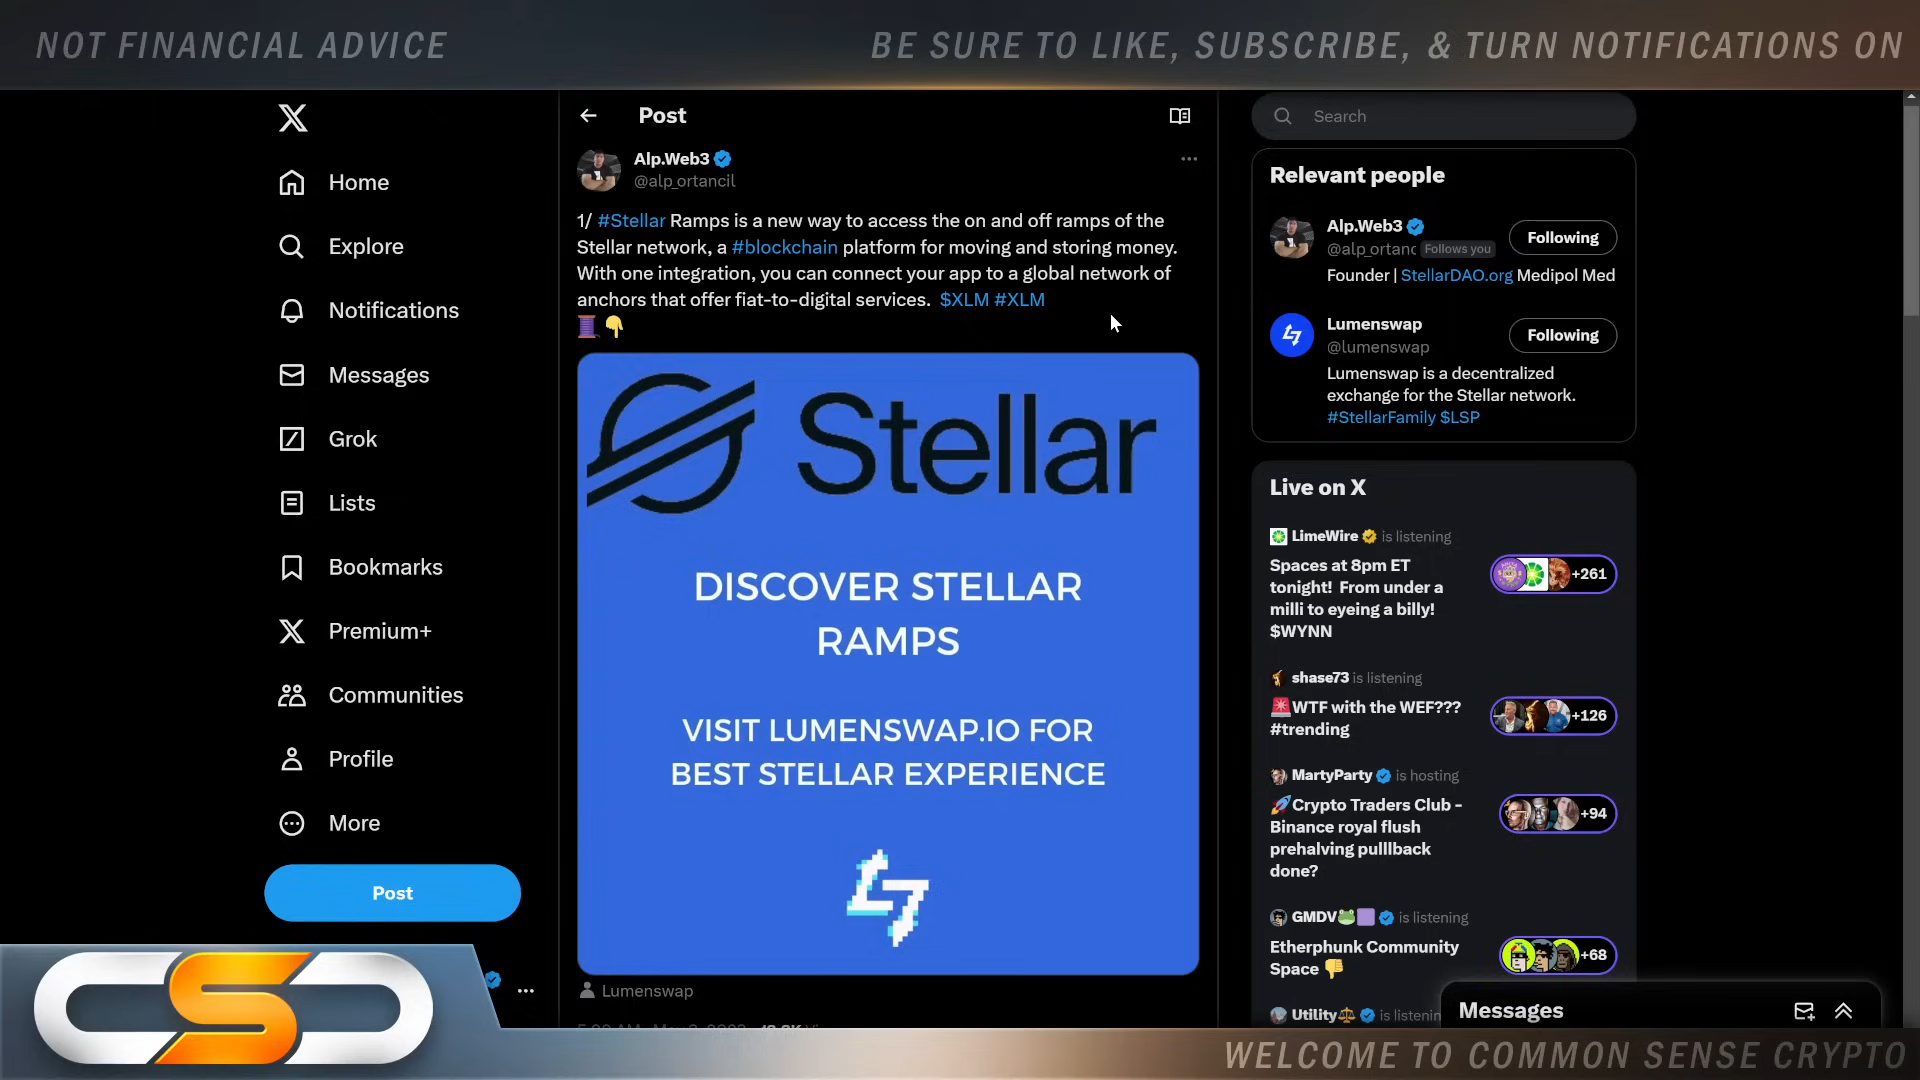 NOT FINANCIAL ADVICE
BE SURE TO LIKE, SUBSCRIBE, & TURN NOTIFICATIONS ON
Home
Explore
Notifications
Messages
Grok
Lists
Bookmarks
Premium+
Communities
Profile
More
Post
Post
Alp.Web3
@alp_ortancil
1/ #Stellar Ramps is a new way to access the on and off ramps of the
Stellar network, a #blockchain platform for moving and storing money.
With one integration, you can connect your app to a global network of
anchors that offer fiat-to-digital services. $XLM #XLM
Stellar
DISCOVER STELLAR
RAMPS
VISIT LUMENSWAP.IO FOR
BEST STELLAR EXPERIENCE
Lumenswap
Search
Relevant people
Alp.Web3
@alp_ortanc Follows you
Following
Founder | StellarDAO.org Medipol Med
Lumenswap
@lumenswap
Following
Lumenswap is a decentralized
exchange for the Stellar network.
#StellarFamily $LSP
Live on X
LimeWire is listening
Spaces at 8pm ET
tonight! From under a
milli to eyeing a billy!
$WYNN
+261
shase73 is listening
WTF with the WEF???
#trending
+126
MartyParty is hosting
Crypto Traders Club -
Binance royal flush
prehalving pulllback
done?
+94
GMDV is listening
Etherphunk Community
Space
+68
Utility is listenin
Messages
CSC
WELCOME TO COMMON SENSE CRYPTO